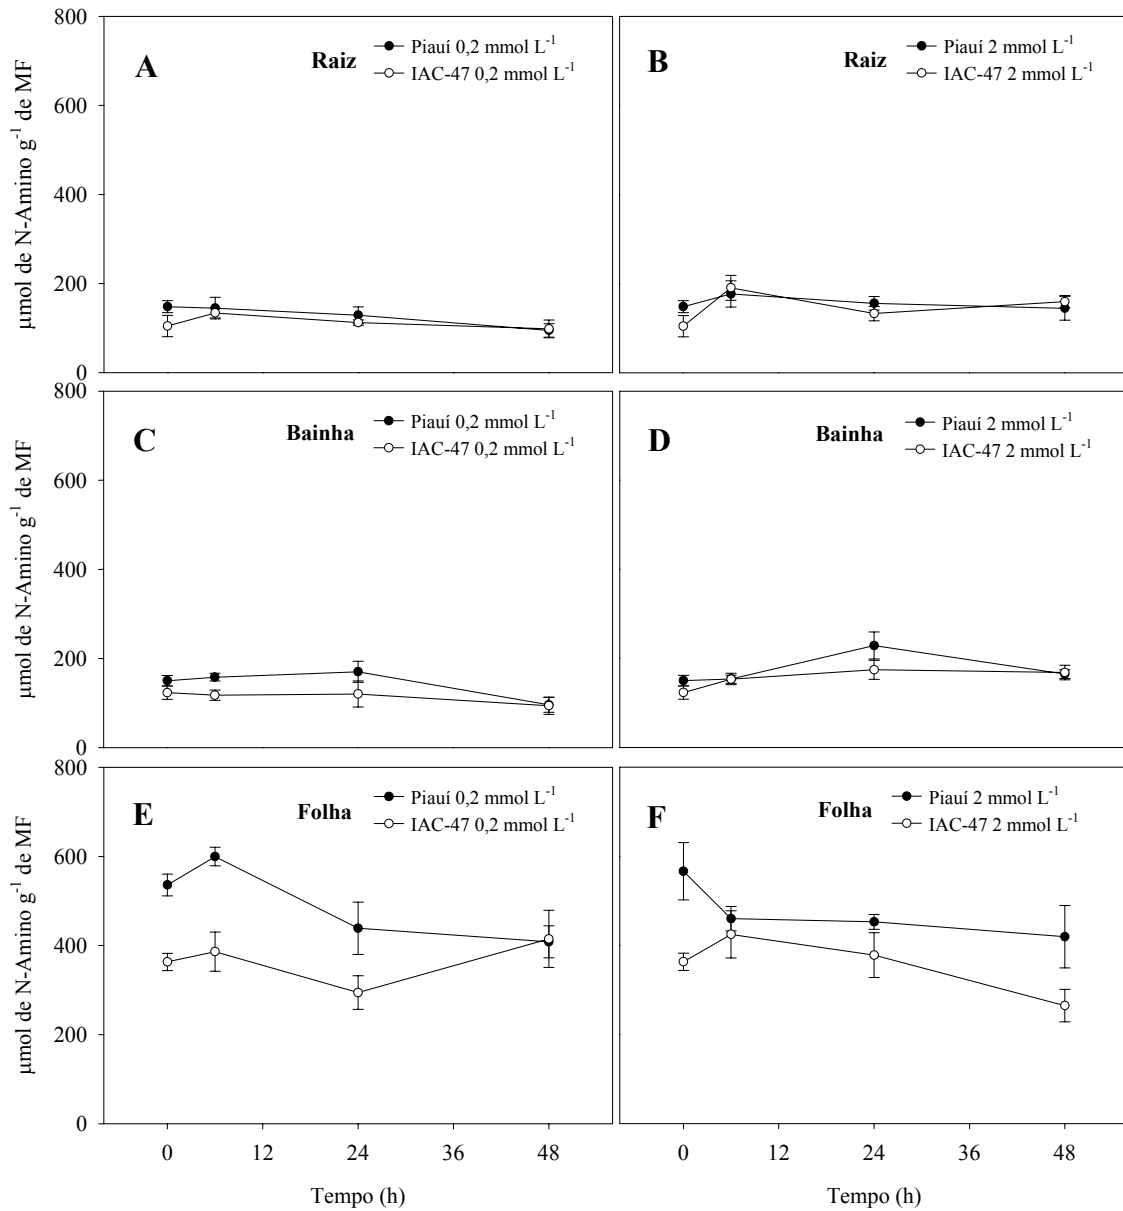 800
600
400
200
0
µmol de N-Amino g⁻¹ de MF
A
Raiz
Piauí 0,2 mmol L⁻¹
IAC-47 0,2 mmol L⁻¹
B
Raiz
Piauí 2 mmol L⁻¹
IAC-47 2 mmol L⁻¹
800
600
400
200
0
µmol de N-Amino g⁻¹ de MF
C
Bainha
Piauí 0,2 mmol L⁻¹
IAC-47 0,2 mmol L⁻¹
D
Bainha
Piauí 2 mmol L⁻¹
IAC-47 2 mmol L⁻¹
800
600
400
200
0
µmol de N-Amino g⁻¹ de MF
E
Folha
Piauí 0,2 mmol L⁻¹
IAC-47 0,2 mmol L⁻¹
F
Folha
Piauí 2 mmol L⁻¹
IAC-47 2 mmol L⁻¹
0 12 24 36 48
0 12 24 36 48
Tempo (h)
Tempo (h)